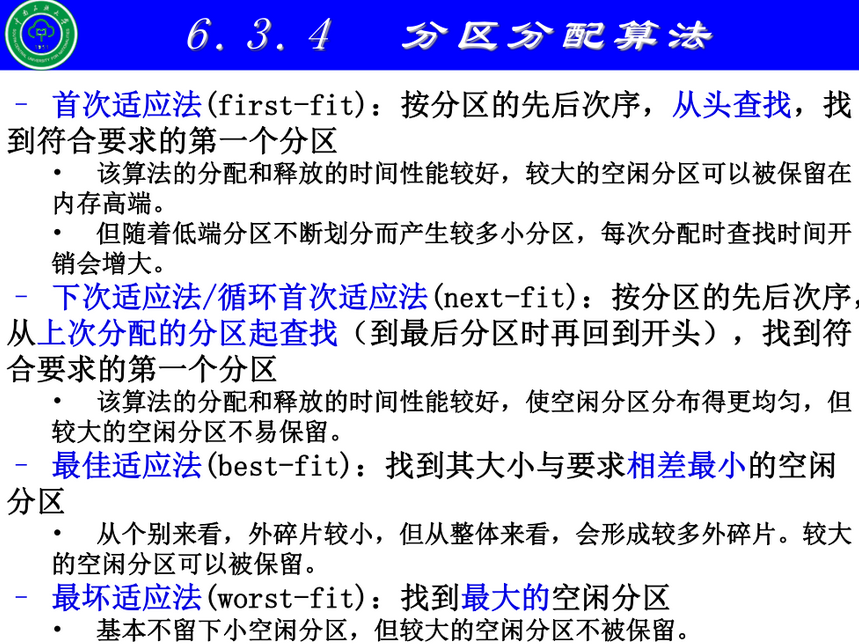 6.3.4 分区分配算法
– 首次适应法(first-fit)：按分区的先后次序，从头查找，找
到符合要求的第一个分区
• 该算法的分配和释放的时间性能较好，较大的空闲分区可以被保留在
内存高端。
• 但随着低端分区不断划分而产生较多小分区，每次分配时查找时间开
销会增大。
– 下次适应法/循环首次适应法(next-fit)：按分区的先后次序，
从上次分配的分区起查找（到最后分区时再回到开头），找到符
合要求的第一个分区
• 该算法的分配和释放的时间性能较好，使空闲分区分布得更均匀，但
较大的空闲分区不易保留。
– 最佳适应法(best-fit)：找到其大小与要求相差最小的空闲
分区
• 从个别来看，外碎片较小，但从整体来看，会形成较多外碎片。较大
的空闲分区可以被保留。
– 最坏适应法(worst-fit)：找到最大的空闲分区
• 基本不留下小空闲分区，但较大的空闲分区不被保留。